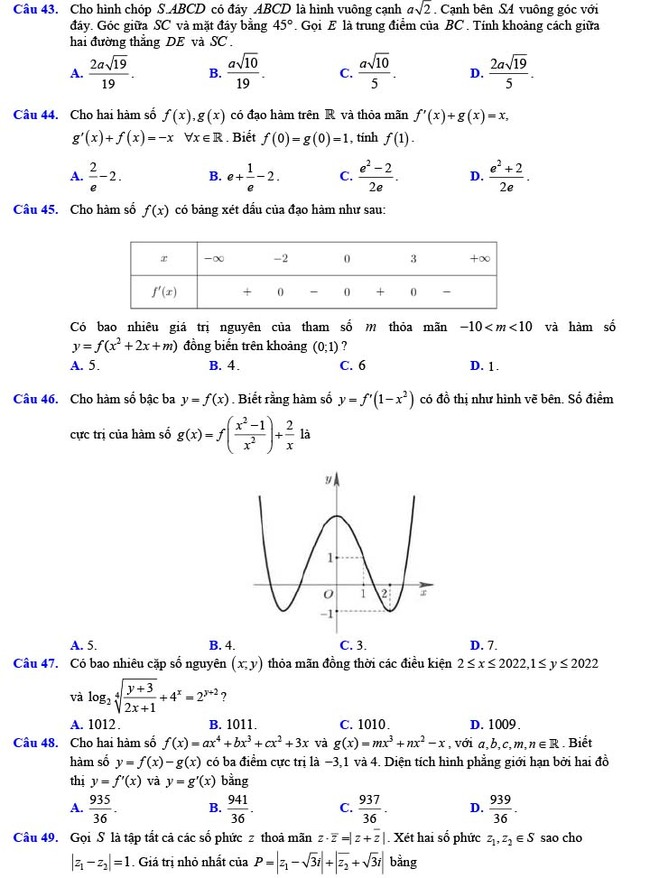 Câu 43. Cho hình chóp S.ABCD có đáy ABCD là hình vuông cạnh a√2. Cạnh bên SA vuông góc với
đáy. Góc giữa SC và mặt đáy bằng 45°. Gọi E là trung điểm của BC. Tính khoảng cách giữa
hai đường thẳng DE và SC.
A. 2a√19/19. B. a√10/19. C. a√10/5. D. 2a√19/5.
Câu 44. Cho hai hàm số f(x), g(x) có đạo hàm trên ℝ và thỏa mãn f'(x)+g(x)=x,
g'(x)+f(x)=-x ∀x∈ℝ. Biết f(0)=g(0)=1, tính f(1).
A. 2/e-2. B. e+1/e-2. C. (e²-2)/2e. D. (e²+2)/2e.
Câu 45. Cho hàm số f(x) có bảng xét dấu của đạo hàm như sau:
x -∞ -2 0 3 +∞
f'(x) + 0 - 0 + 0 -
Có bao nhiêu giá trị nguyên của tham số m thỏa mãn -10<m<10 và hàm số
y=f(x²+2x+m) đồng biến trên khoảng (0;1)?
A. 5. B. 4. C. 6 D. 1.
Câu 46. Cho hàm số bậc ba y=f(x). Biết rằng hàm số y=f'(1-x²) có đồ thị như hình vẽ bên. Số điểm
cực trị của hàm số g(x)=f((x²-1)/x²)+2/x là
y
1
O 1 2 x
-1
A. 5. B. 4. C. 3. D. 7.
Câu 47. Có bao nhiêu cặp số nguyên (x;y) thỏa mãn đồng thời các điều kiện 2≤x≤2022, 1≤y≤2022
và log₂ ⁴√((y+3)/(2x+1))+4ˣ=2ʸ⁺²?
A. 1012. B. 1011. C. 1010. D. 1009.
Câu 48. Cho hai hàm số f(x)=ax⁴+bx³+cx²+3x và g(x)=mx³+nx²-x, với a,b,c,m,n∈ℝ. Biết
hàm số y=f(x)-g(x) có ba điểm cực trị là -3,1 và 4. Diện tích hình phẳng giới hạn bởi hai đồ
thị y=f'(x) và y=g'(x) bằng
A. 935/36. B. 941/36. C. 937/36. D. 939/36.
Câu 49. Gọi S là tập tất cả các số phức z thoả mãn z·z̅=|z+z̅|. Xét hai số phức z₁,z₂∈S sao cho
|z₁-z₂|=1. Giá trị nhỏ nhất của P=|z₁-√3i|+|z̅₂+√3i| bằng